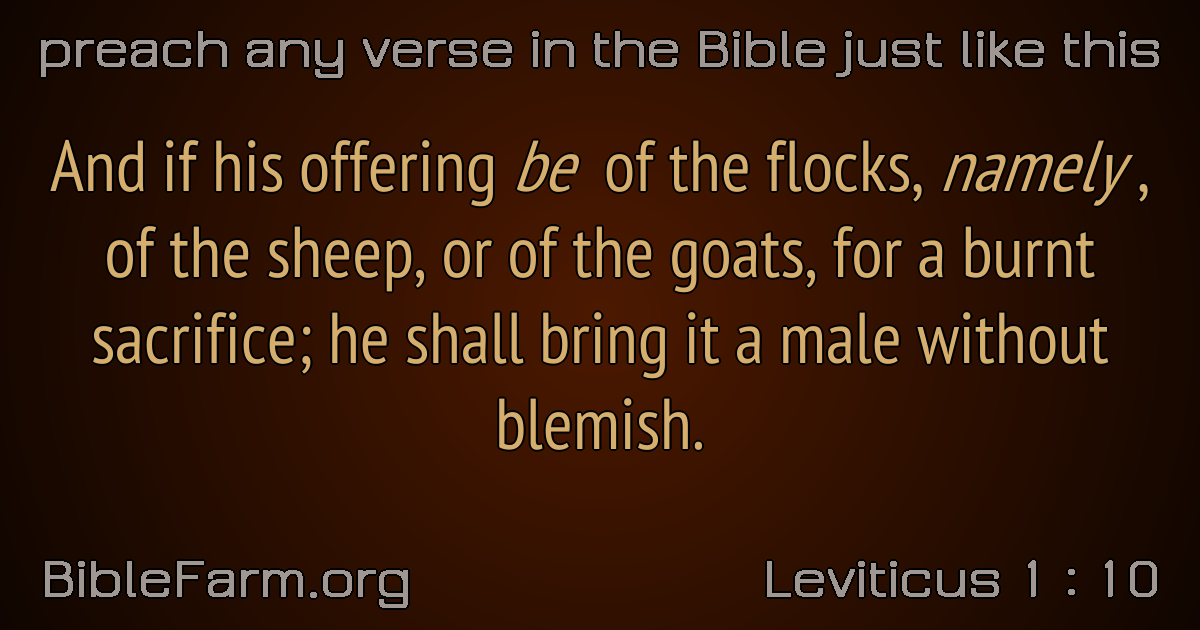 preach any verse in the Bible just like this
And if his offering be of the flocks, namely ,
of the sheep, or of the goats, for a burnt
sacrifice; he shall bring it a male without
blemish.
BibleFarm.org
Leviticus 1 : 10